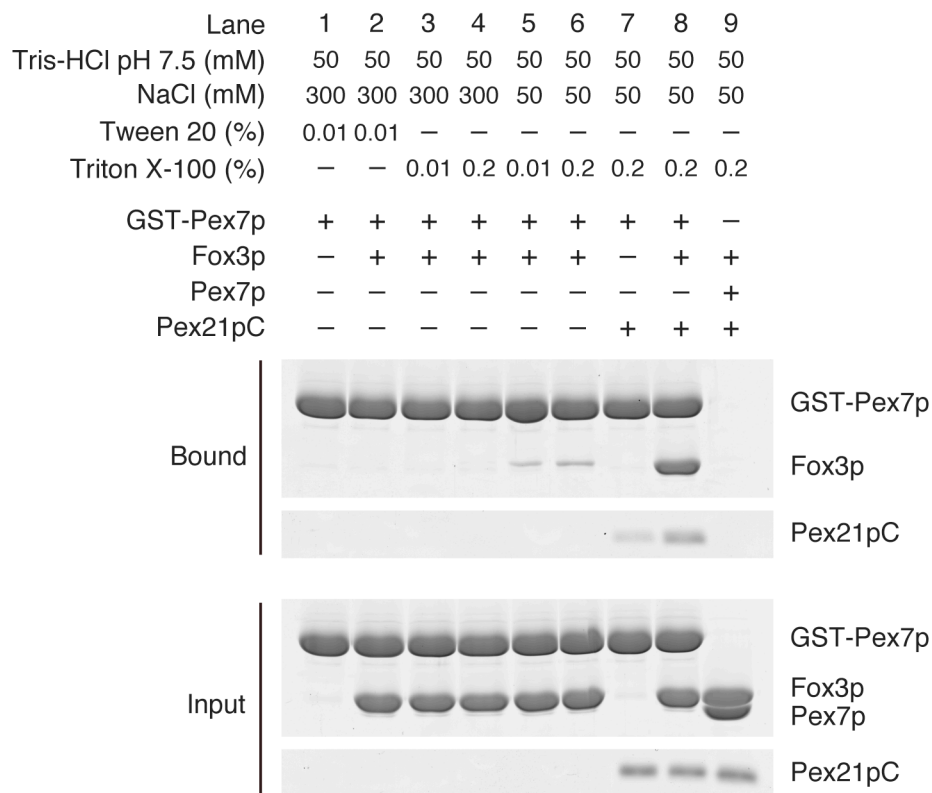 Lane 1 2 3 4 5 6 7 8 9
Tris-HCl pH 7.5 (mM) 50 50 50 50 50 50 50 50 50
NaCl (mM) 300 300 300 300 50 50 50 50 50
Tween 20 (%) 0.01 0.01 – – – – – – –
Triton X-100 (%) – – 0.01 0.2 0.01 0.2 0.2 0.2 0.2
GST-Pex7p + + + + + + + + –
Fox3p – + + + + + – + +
Pex7p – – – – – – – – +
Pex21pC – – – – – – + + +
GST-Pex7p
Bound
Fox3p
Pex21pC
GST-Pex7p
Fox3p
Input
Pex7p
Pex21pC